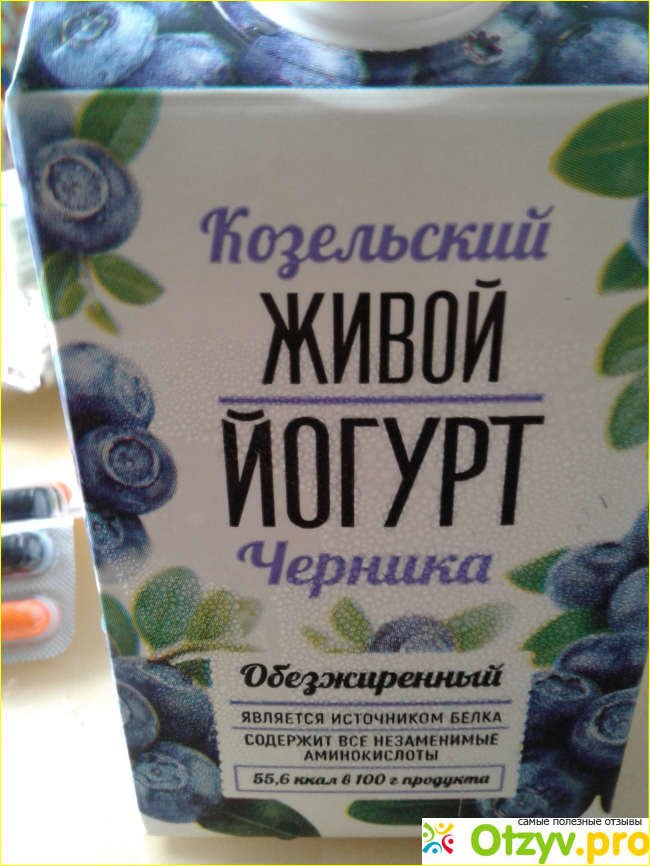 Козельский
ЖИВОЙ
ЙОГУРТ
Черника
Обезжиренный
ЯВЛЯЕТСЯ ИСТОЧНИКОМ БЕЛКА
СОДЕРЖИТ ВСЕ НЕЗАМЕНИМЫЕ
АМИНОКИСЛОТЫ
55,6 ккал в 100 г продукта
самые полезные отзывы
Otzyv.pro